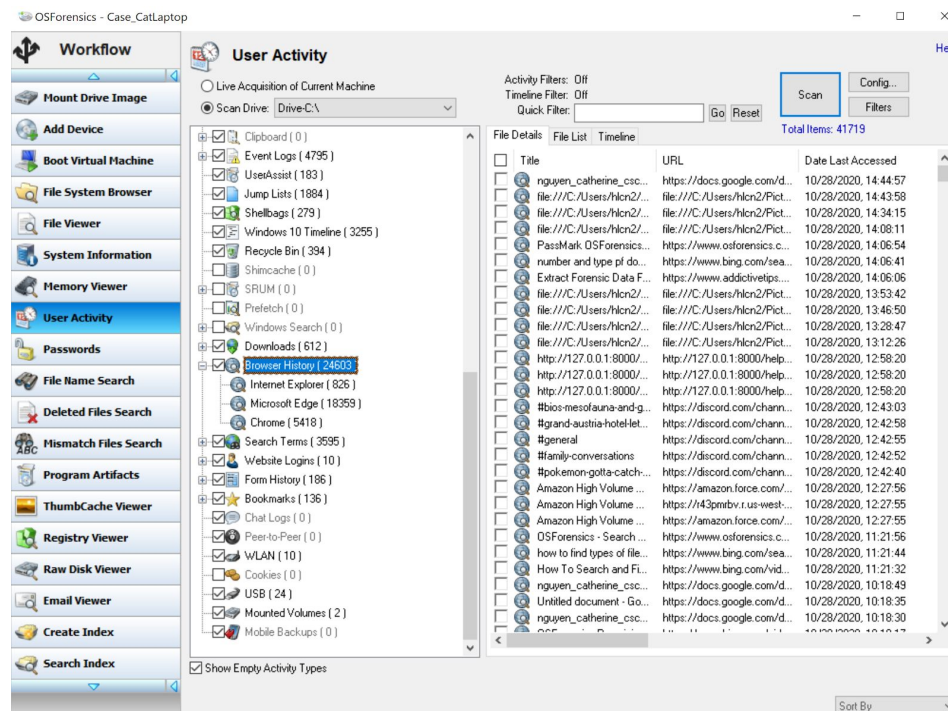 OSForensics - Case_CatLaptop
Workflow
Mount Drive Image
Add Device
Boot Virtual Machine
File System Browser
File Viewer
System Information
Memory Viewer
User Activity
Passwords
File Name Search
Deleted Files Search
Mismatch Files Search
Program Artifacts
ThumbCache Viewer
Registry Viewer
Raw Disk Viewer
Email Viewer
Create Index
Search Index
User Activity
He
Live Acquisition of Current Machine
Scan Drive: Drive-C:\
Activity Filters: Off
Timeline Filter: Off
Quick Filter:
Go Reset
Scan
Config...
Filters
Total Items: 41719
Clipboard ( 0 )
Event Logs ( 4795 )
UserAssist ( 183 )
Jump Lists ( 1884 )
Shellbags ( 279 )
Windows 10 Timeline ( 3255 )
Recycle Bin ( 394 )
Shimcache ( 0 )
SRUM ( 0 )
Prefetch ( 0 )
Windows Search ( 0 )
Downloads ( 612 )
Browser History ( 24603
Internet Explorer ( 826 )
Microsoft Edge ( 18359 )
Chrome ( 5418 )
Search Terms ( 3595 )
Website Logins ( 10 )
Form History ( 186 )
Bookmarks ( 136 )
Chat Logs ( 0 )
Peer-to-Peer ( 0 )
WLAN ( 10 )
Cookies ( 0 )
USB ( 24 )
Mounted Volumes ( 2 )
Mobile Backups ( 0 )
Show Empty Activity Types
File Details File List Timeline
Title URL Date Last Accessed
nguyen_catherine_csc... https://docs.google.com/d... 10/28/2020, 14:44:57
file:///C:/Users/hlcn2/... file:///C:/Users/hlcn2/Pict... 10/28/2020, 14:43:58
file:///C:/Users/hlcn2/... file:///C:/Users/hlcn2/Pict... 10/28/2020, 14:34:15
file:///C:/Users/hlcn2/... file:///C:/Users/hlcn2/Pict... 10/28/2020, 14:08:11
PassMark OSForensics... https://www.osforensics.c... 10/28/2020, 14:06:54
number and type pf do... https://www.bing.com/sea... 10/28/2020, 14:06:41
Extract Forensic Data F... https://www.addictivetips.... 10/28/2020, 14:06:06
file:///C:/Users/hlcn2/... file:///C:/Users/hlcn2/Pict... 10/28/2020, 13:53:42
file:///C:/Users/hlcn2/... file:///C:/Users/hlcn2/Pict... 10/28/2020, 13:46:50
file:///C:/Users/hlcn2/... file:///C:/Users/hlcn2/Pict... 10/28/2020, 13:28:47
file:///C:/Users/hlcn2/... file:///C:/Users/hlcn2/Pict... 10/28/2020, 13:12:26
http://127.0.0.1:8000/... http://127.0.0.1:8000/help... 10/28/2020, 12:58:20
http://127.0.0.1:8000/... http://127.0.0.1:8000/help... 10/28/2020, 12:58:20
http://127.0.0.1:8000/... http://127.0.0.1:8000/help... 10/28/2020, 12:58:20
#bios-mesofauna-and-g... https://discord.com/chann... 10/28/2020, 12:43:03
#grand-austria-hotel-let... https://discord.com/chann... 10/28/2020, 12:42:58
#general https://discord.com/chann... 10/28/2020, 12:42:55
#family-conversations https://discord.com/chann... 10/28/2020, 12:42:52
#pokemon-gotta-catch-... https://discord.com/chann... 10/28/2020, 12:42:40
Amazon High Volume ... https://amazon.force.com/... 10/28/2020, 12:27:56
Amazon High Volume ... https://r43pmrbv.r.us-west-... 10/28/2020, 12:27:55
Amazon High Volume ... https://amazon.force.com/... 10/28/2020, 12:27:55
OSForensics - Search ... https://www.osforensics.c... 10/28/2020, 11:21:56
how to find types of file... https://www.bing.com/sea... 10/28/2020, 11:21:44
How To Search and Fi... https://www.bing.com/vid... 10/28/2020, 11:21:32
nguyen_catherine_csc... https://docs.google.com/d... 10/28/2020, 10:18:49
Untitled document - Go... https://docs.google.com/d... 10/28/2020, 10:18:35
nguyen_catherine_csc... https://docs.google.com/d... 10/28/2020, 10:18:30
Sort By